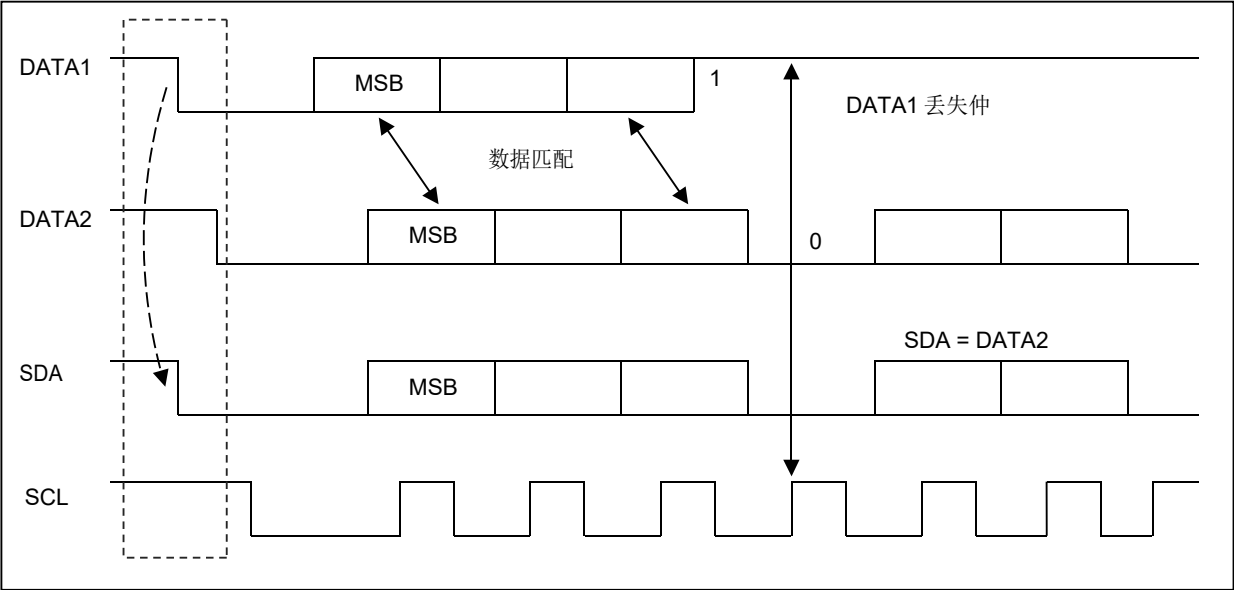 DATA1
MSB
1
DATA1 丢失仲
数据匹配
DATA2
MSB
0
SDA = DATA2
SDA
MSB
SCL